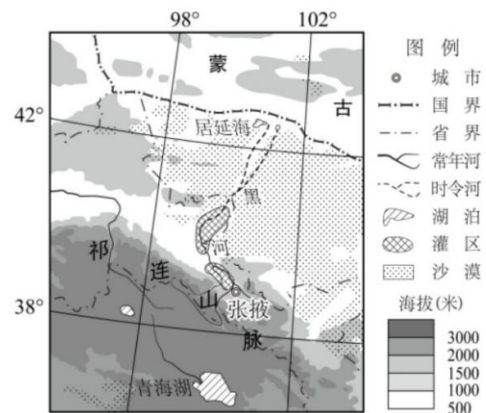 98°
102°
42°
38°
蒙
古
居延海
黑
河
祁
连
山
脉
张掖
青海湖
图 例
城 市
国 界
省 界
常年河
时令河
湖 泊
灌 区
沙 漠
海拔(米)
3000
2000
1500
1000
500